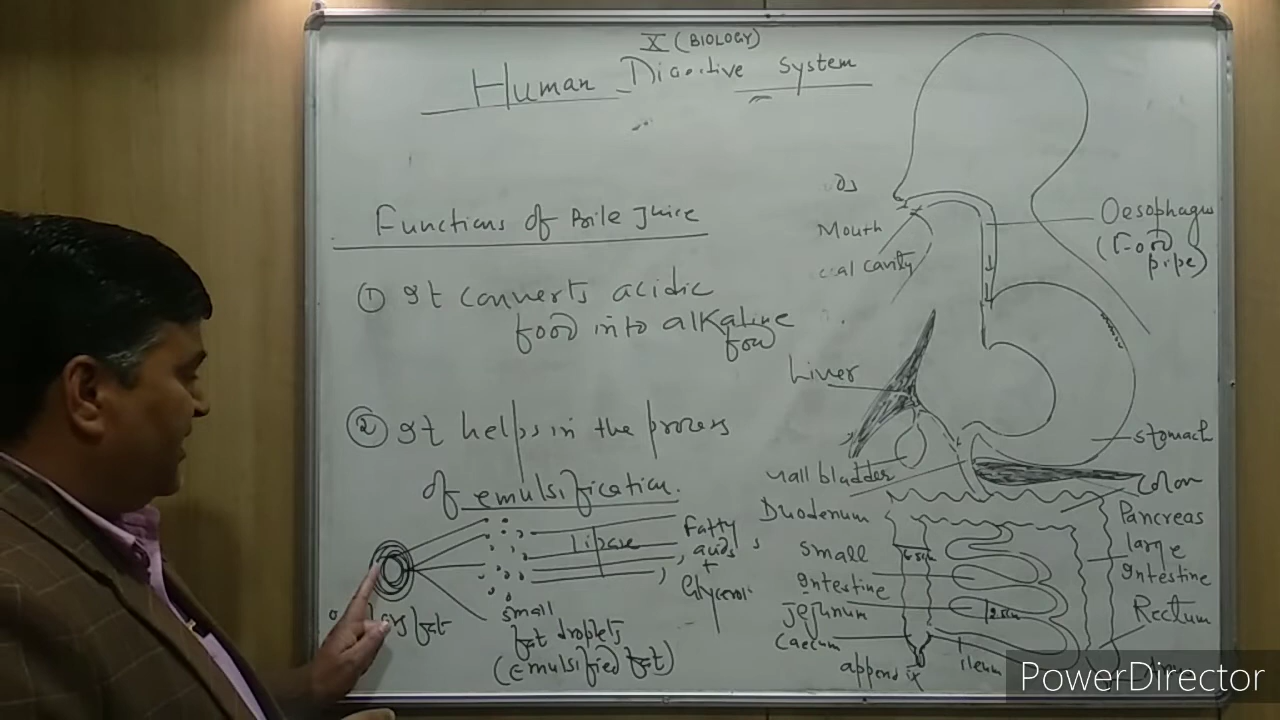 X (BIOLOGY)
Human Digestive System
Functions of Bile Juice
① It converts acidic
food into alkaline
② It helps in the process
of emulsification.
Lipase
Fatty
acids
+
Glycerol
fat
small
fat droplets
(emulsified fat)
Mouth
cavity
Liver
Duodenum
small
intestine
Jejunum
caecum
appendix
ileum
Oesophagus
(Food
pipe)
stomach
Colon
Pancreas
large
intestine
Rectum
PowerDirector